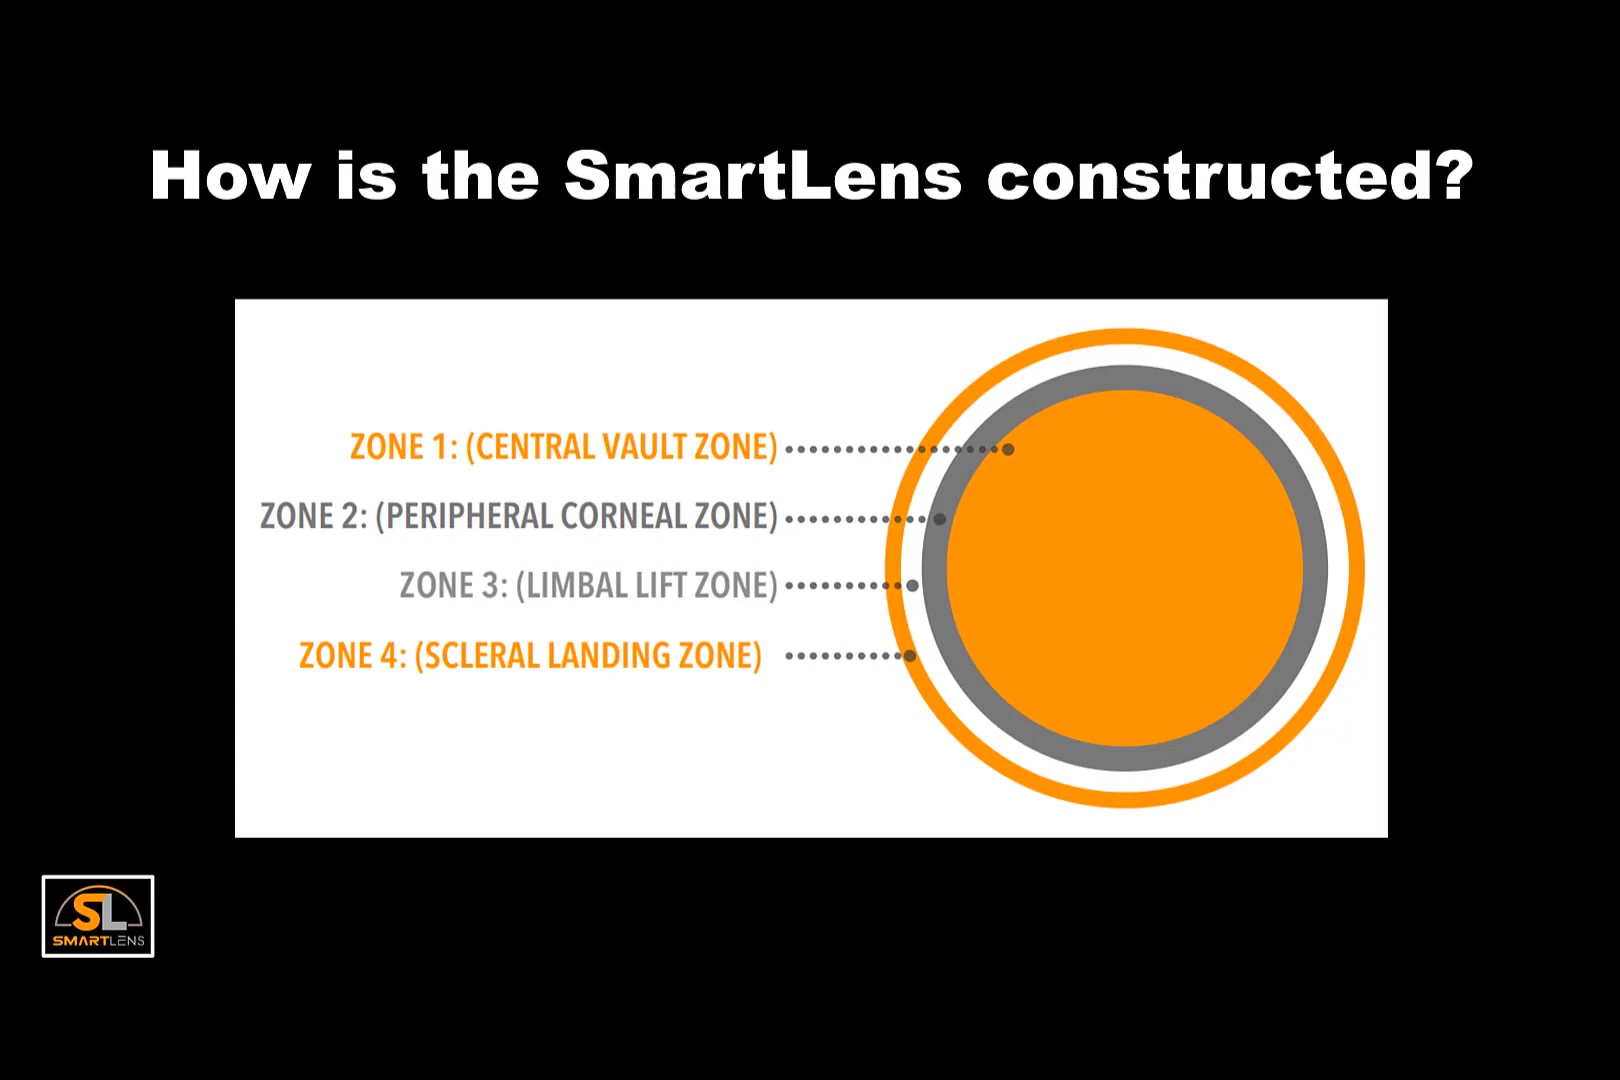 How is the SmartLens constructed?
ZONE 1: (CENTRAL VAULT ZONE)
ZONE 2: (PERIPHERAL CORNEAL ZONE)
ZONE 3: (LIMBAL LIFT ZONE)
ZONE 4: (SCLERAL LANDING ZONE)
SL
SMARTLENS